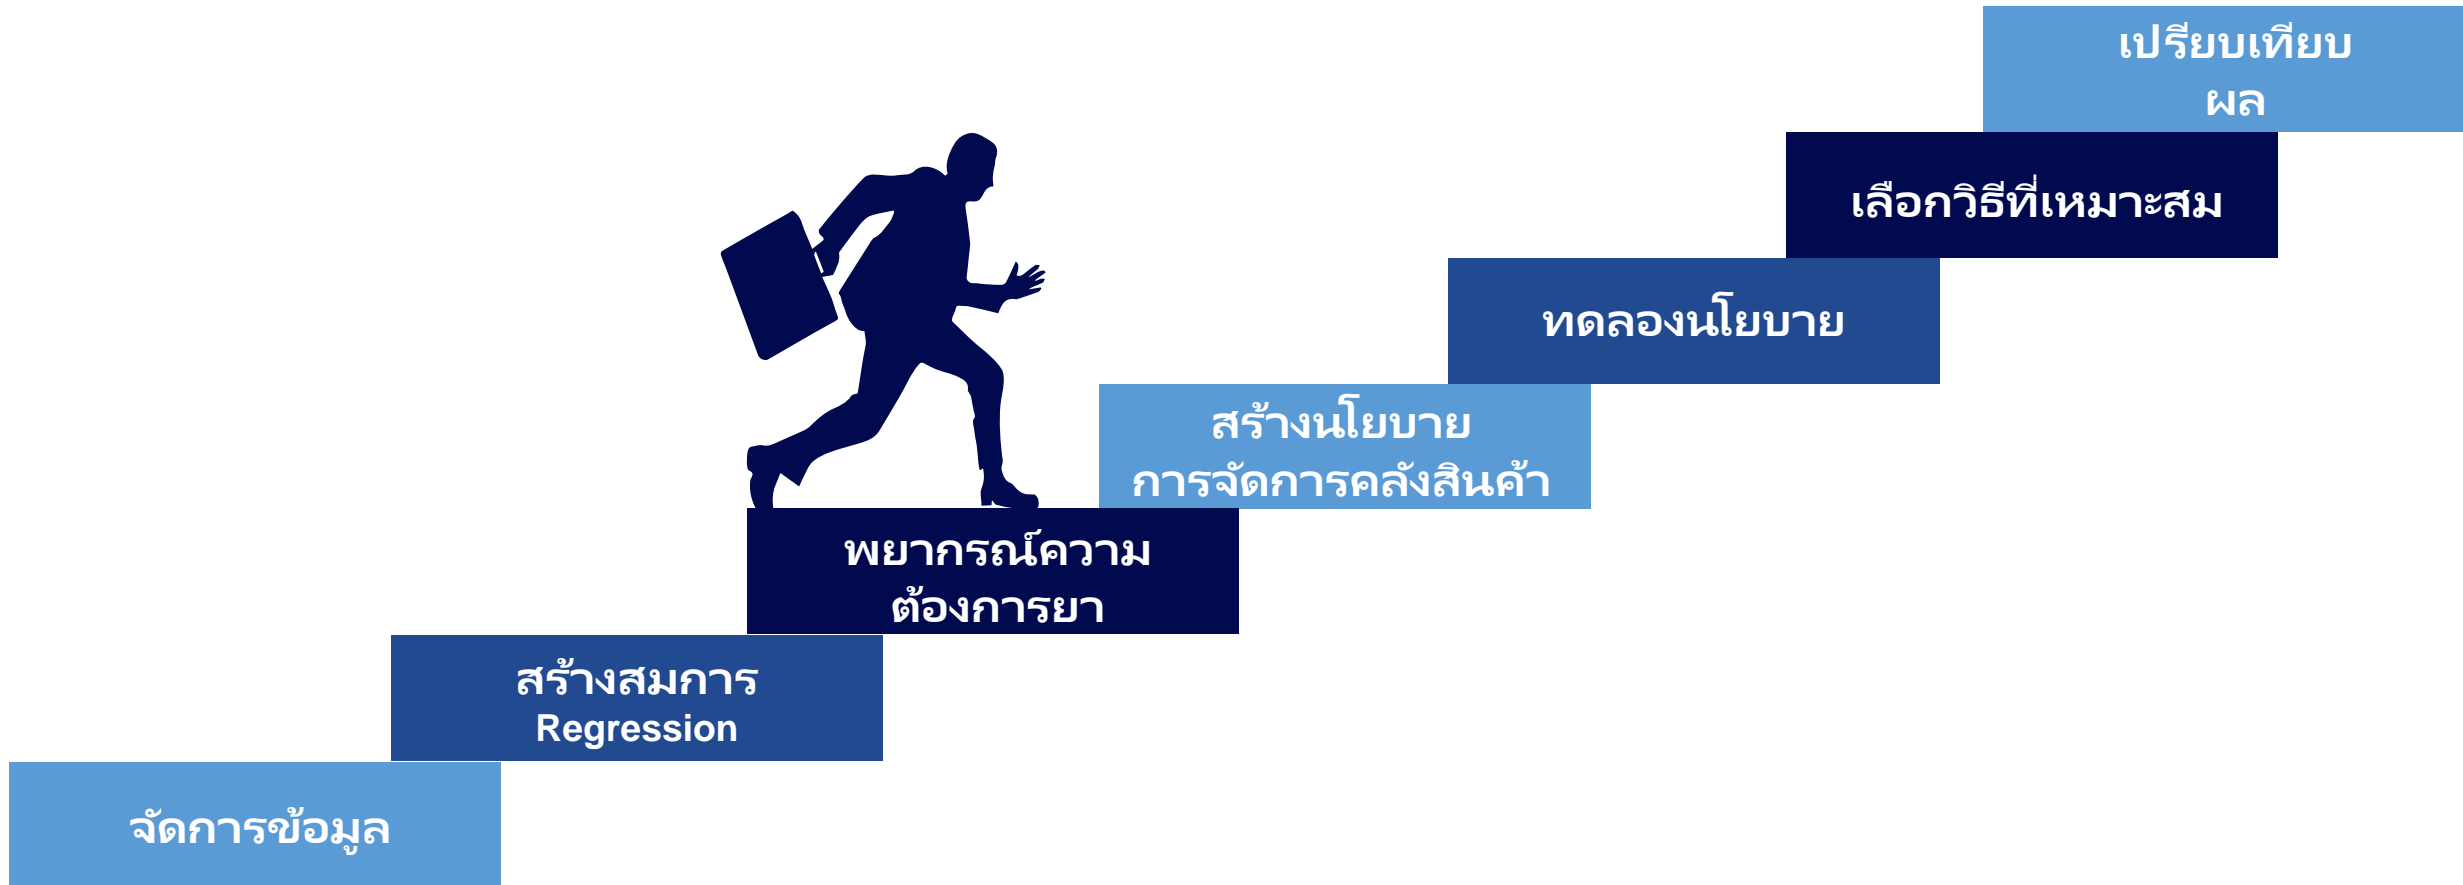 เปรียบเทียบ
ผล
เลือกวิธีที่เหมาะสม
ทดลองนโยบาย
สร้างนโยบาย
การจัดการคลังสินค้า
พยากรณ์ความ
ต้องการยา
สร้างสมการ
Regression
จัดการข้อมูล